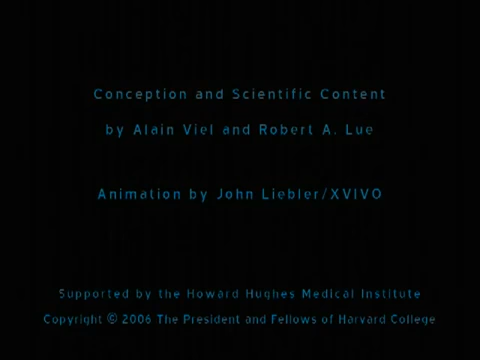 Conception and Scientific Content
by Alain Viel and Robert A. Lue
Animation by John Liebler/XVIVO
Supported by the Howard Hughes Medical Institute
Copyright © 2006 The President and Fellows of Harvard College